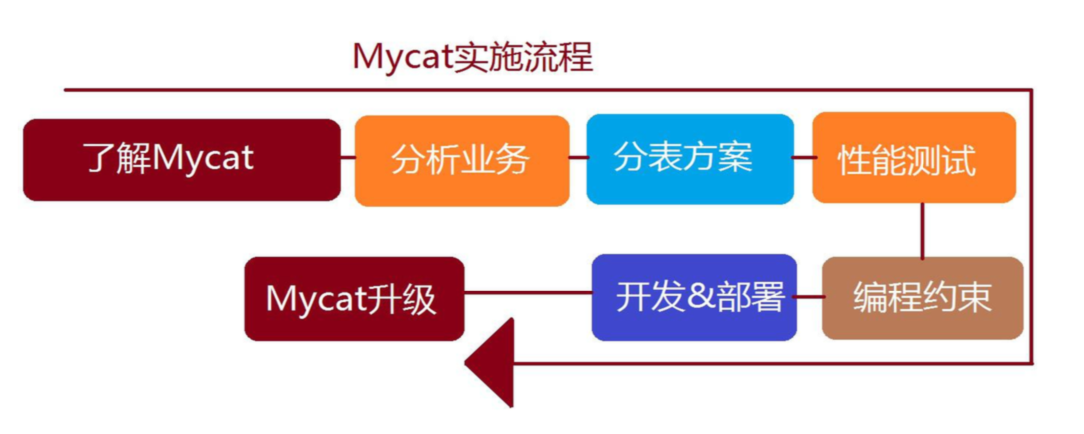 Mycat实施流程
了解Mycat
分析业务
分表方案
性能测试
编程约束
开发&部署
Mycat升级